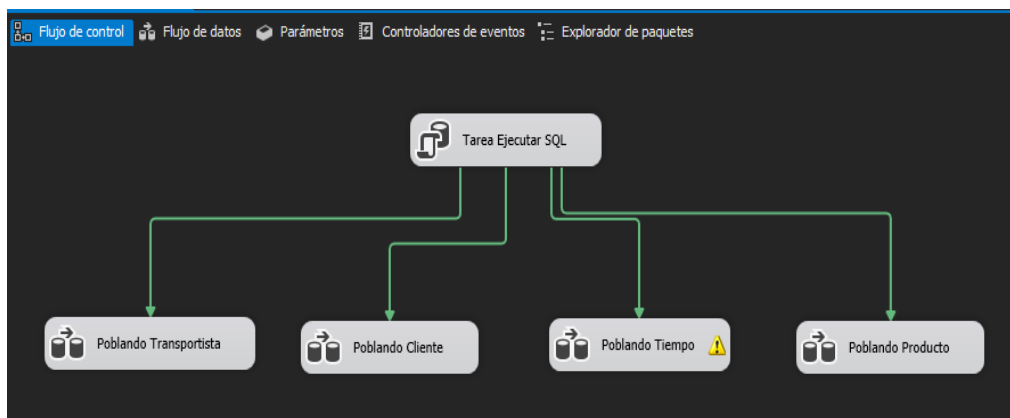 Flujo de control Flujo de datos Parámetros Controladores de eventos Explorador de paquetes
Tarea Ejecutar SQL
Poblando Transportista
Poblando Cliente
Poblando Tiempo
Poblando Producto